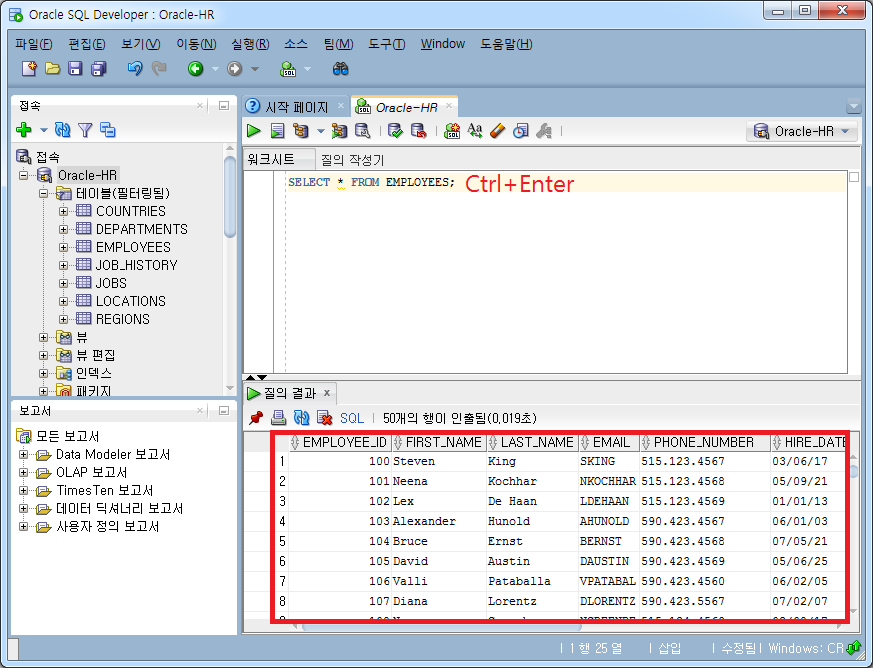 Oracle SQL Developer : Oracle-HR
파일(F) 편집(E) 보기(V) 이동(N) 실행(R) 소스 팀(M) 도구(T) Window 도움말(H)
접속
접속
Oracle-HR
테이블(필터링됨)
COUNTRIES
DEPARTMENTS
EMPLOYEES
JOB_HISTORY
JOBS
LOCATIONS
REGIONS
뷰
뷰 편집
인덱스
패키지
보고서
모든 보고서
Data Modeler 보고서
OLAP 보고서
TimesTen 보고서
데이터 딕셔너리 보고서
사용자 정의 보고서
시작 페이지 Oracle-HR
Oracle-HR
워크시트 질의 작성기
SELECT * FROM EMPLOYEES; Ctrl+Enter
질의 결과
SQL 50개의 행이 인출됨(0,019초)
EMPLOYEE_ID FIRST_NAME LAST_NAME EMAIL PHONE_NUMBER HIRE_DATE
1 100 Steven King SKING 515.123.4567 03/06/17
2 101 Neena Kochhar NKOCHHAR 515.123.4568 05/09/21
3 102 Lex De Haan LDEHAAN 515.123.4569 01/01/13
4 103 Alexander Hunold AHUNOLD 590.423.4567 06/01/03
5 104 Bruce Ernst BERNST 590.423.4568 07/05/21
6 105 David Austin DAUSTIN 590.423.4569 05/06/25
7 106 Valli Pataballa VPATABAL 590.423.4560 06/02/05
8 107 Diana Lorentz DLORENTZ 590.423.5567 07/02/07
1 행 25 열 삽입 수정됨 Windows: CR